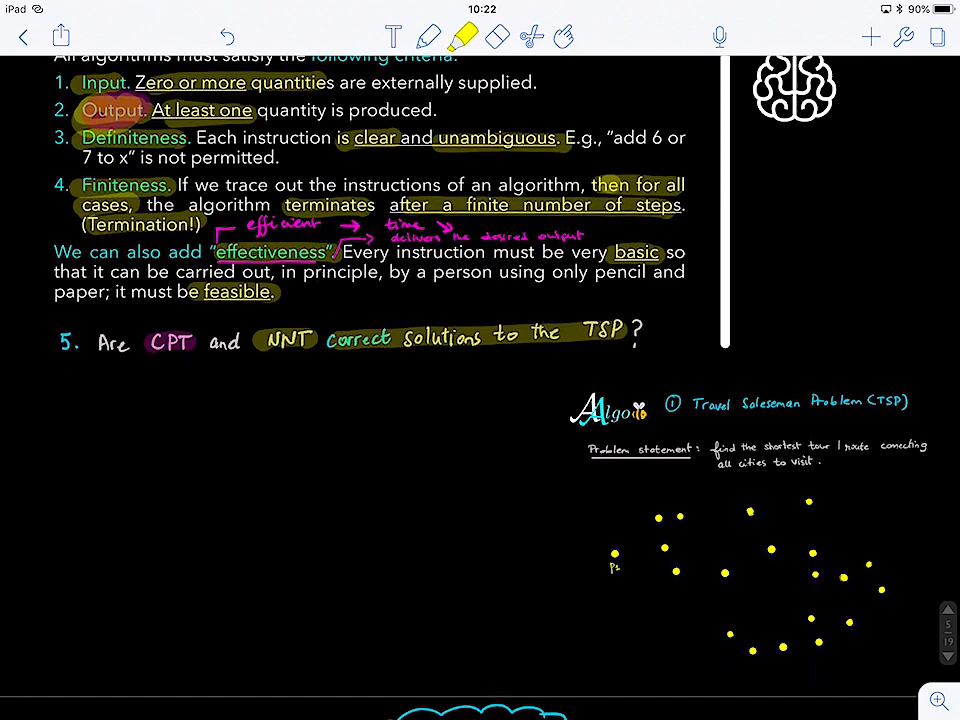 iPad
10:22
90%
All algorithms must satisfy the following criteria:
1. Input. Zero or more quantities are externally supplied.
2. Output. At least one quantity is produced.
3. Definiteness. Each instruction is clear and unambiguous. E.g., “add 6 or
7 to x” is not permitted.
4. Finiteness. If we trace out the instructions of an algorithm, then for all
cases, the algorithm terminates after a finite number of steps.
(Termination!)
efficient → time
delivers the desired output
We can also add “effectiveness”. Every instruction must be very basic so
that it can be carried out, in principle, by a person using only pencil and
paper; it must be feasible.
5. Are CPT and NNT correct solutions to the TSP?
Algo
① Travel Salesman Problem (TSP)
Problem statement: find the shortest tour / route connecting
all cities to visit.
P1
5
19